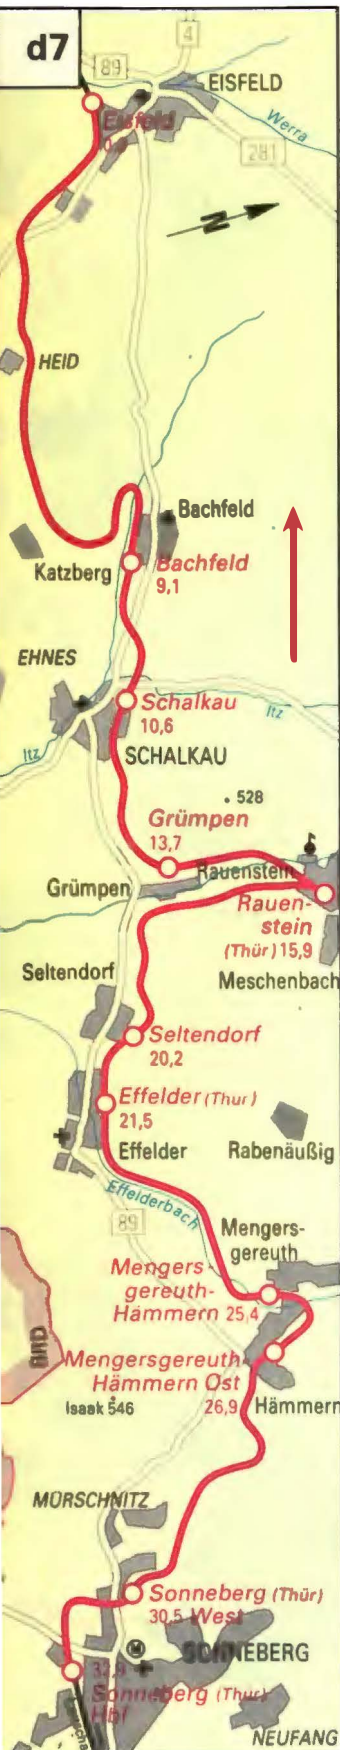 d7
4
89
EISFELD
Eisfeld
0,0
Werra
281
N
HEID
Bachfeld
Katzberg
Bachfeld
9,1
EHNES
Schalkau
10,6
Itz
Itz
SCHALKAU
528
Grümpen
13,7
Rauenstein
Grümpen
Rauen-
stein
(Thür) 15,9
Seltendorf
Meschenbach
Seltendorf
20,2
Effelder (Thür)
21,5
Effelder
Rabenäußig
Effelderbach
89
Mengers-
gereuth
Mengers-
gereuth-
Hämmern 25,4
BRD
Mengersgereuth
Hämmern Ost
Isaak 546
26,9
Hämmern
MÜRSCHNITZ
Sonneberg (Thür)
30,5 West
M
SONNEBERG
32,9
Sonneberg (Thür)
Hbf
NEUFANG